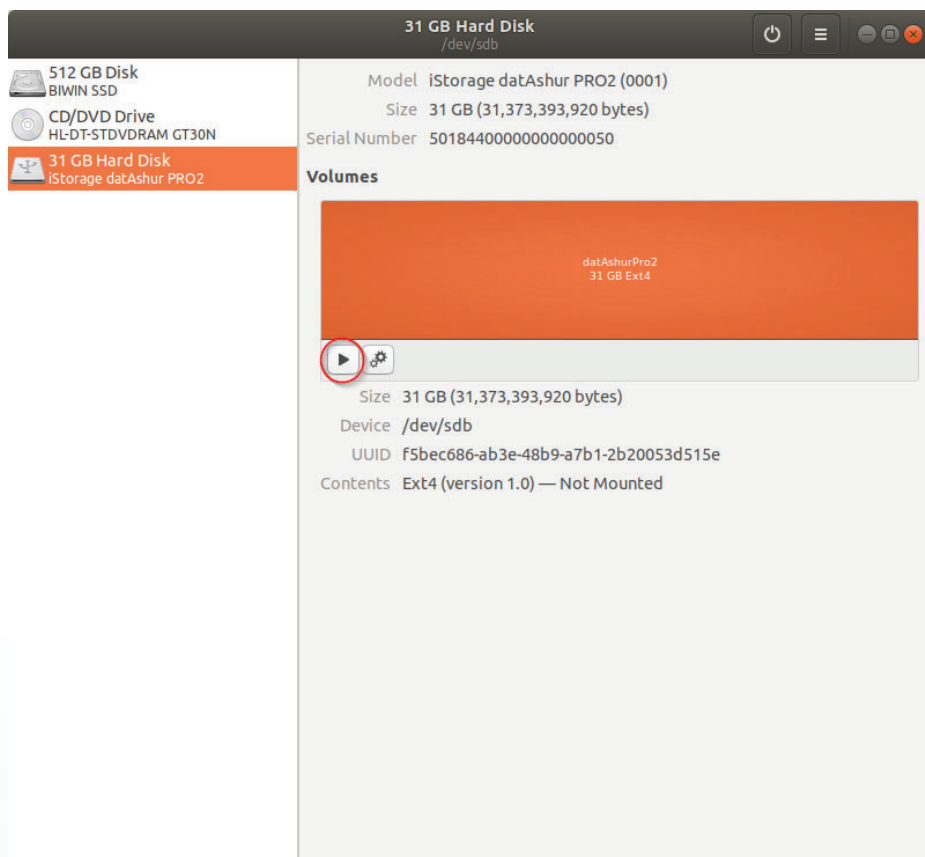 31 GB Hard Disk
/dev/sdb
512 GB Disk
BIWIN SSD
CD/DVD Drive
HL-DT-STDVDRAM GT30N
31 GB Hard Disk
iStorage datAshur PRO2
Model iStorage datAshur PRO2 (0001)
Size 31 GB (31,373,393,920 bytes)
Serial Number 50184400000000000050
Volumes
datAshurPro2
31 GB Ext4
Size 31 GB (31,373,393,920 bytes)
Device /dev/sdb
UUID f5bec686-ab3e-48b9-a7b1-2b20053d515e
Contents Ext4 (version 1.0) — Not Mounted